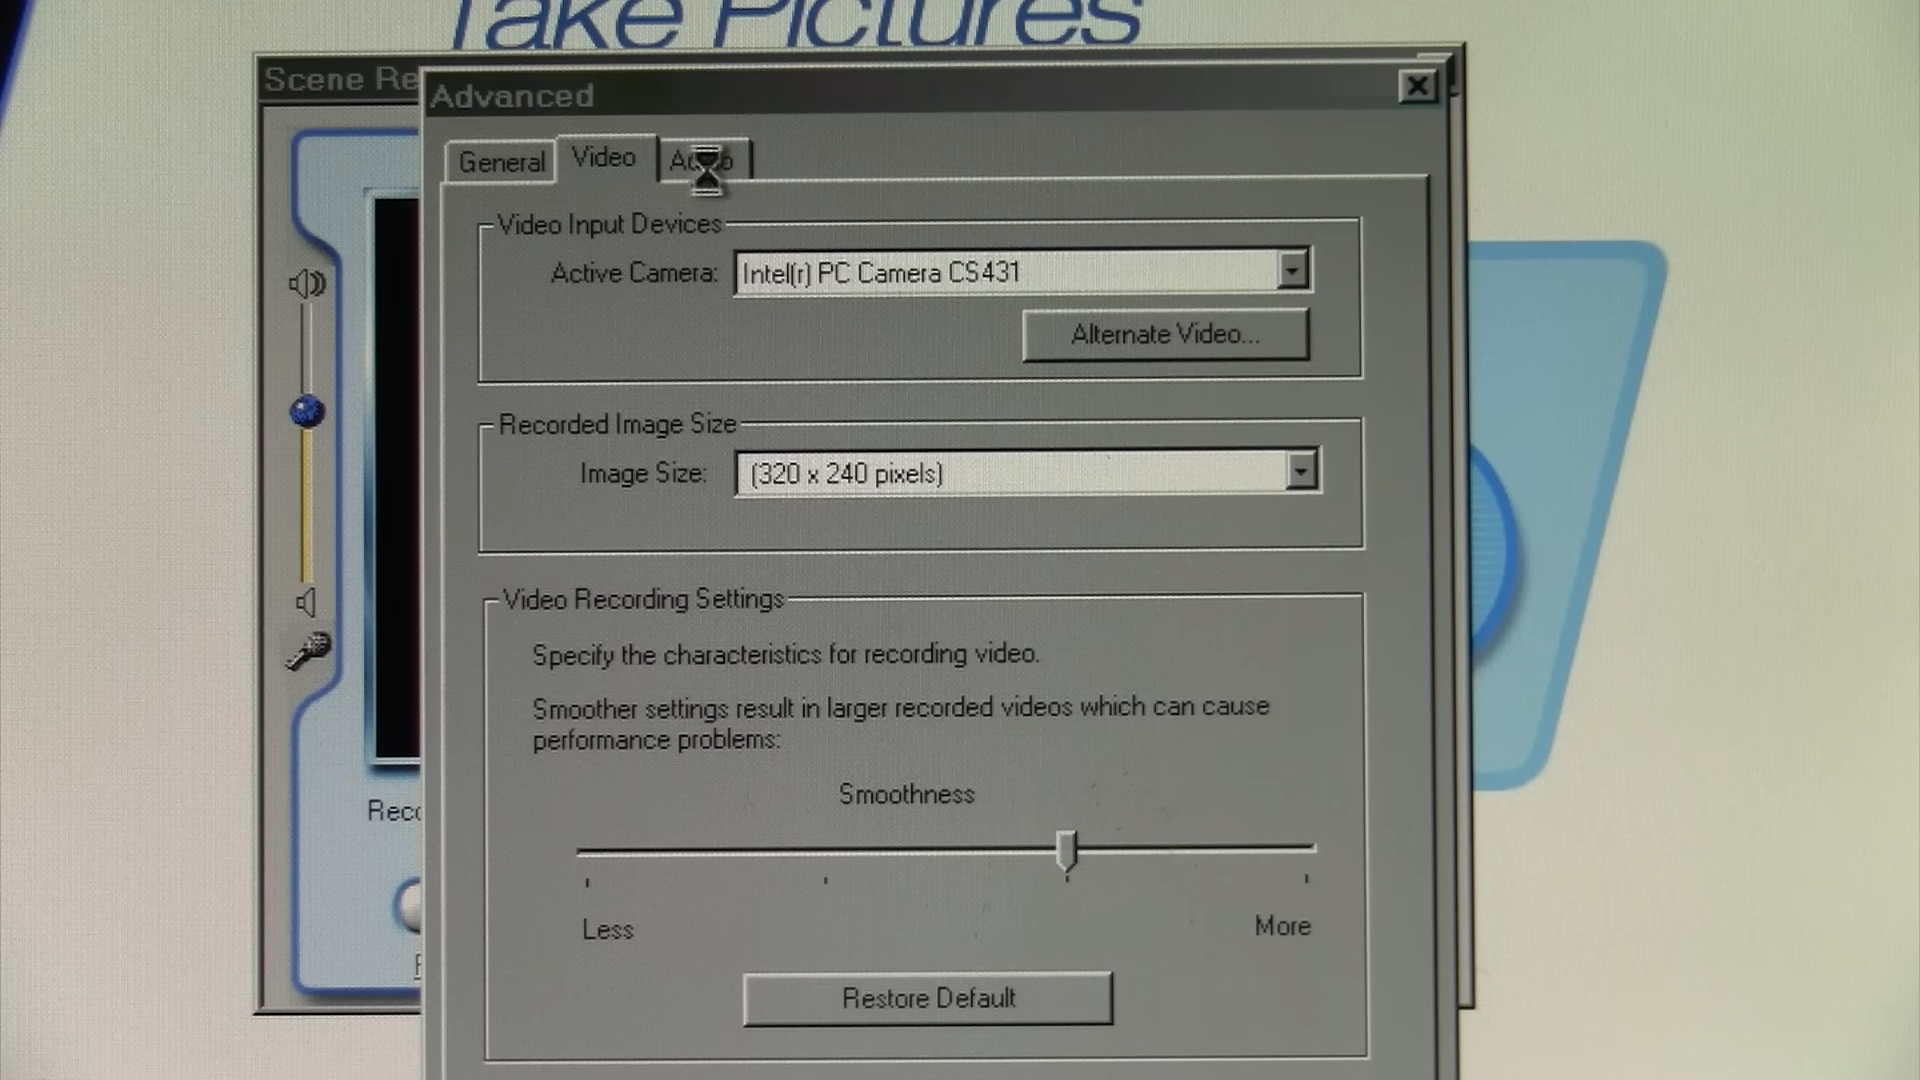 Take Pictures
Scene Re
Advanced
General
Video
Video Input Devices
Active Camera:
Intel(r) PC Camera CS431
Alternate Video...
Recorded Image Size
Image Size:
(320 x 240 pixels)
Video Recording Settings
Specify the characteristics for recording video.
Smoother settings result in larger recorded videos which can cause
performance problems:
Smoothness
Less
More
Restore Default
Reco